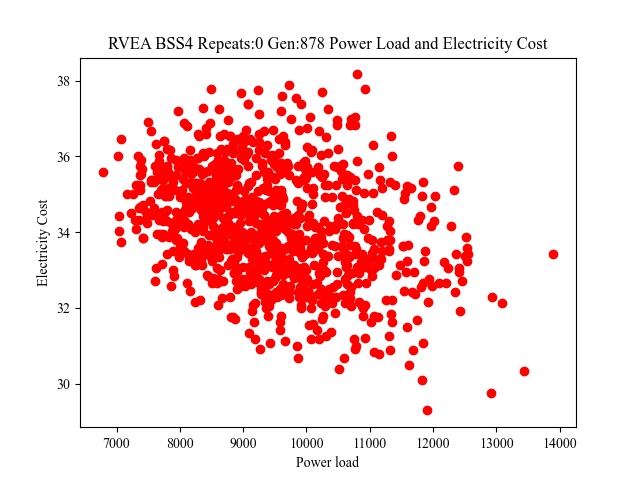 RVEA BSS4 Repeats:0 Gen:878 Power Load and Electricity Cost
38
36
34
32
30
Electricity Cost
7000 8000 9000 10000 11000 12000 13000 14000
Power load